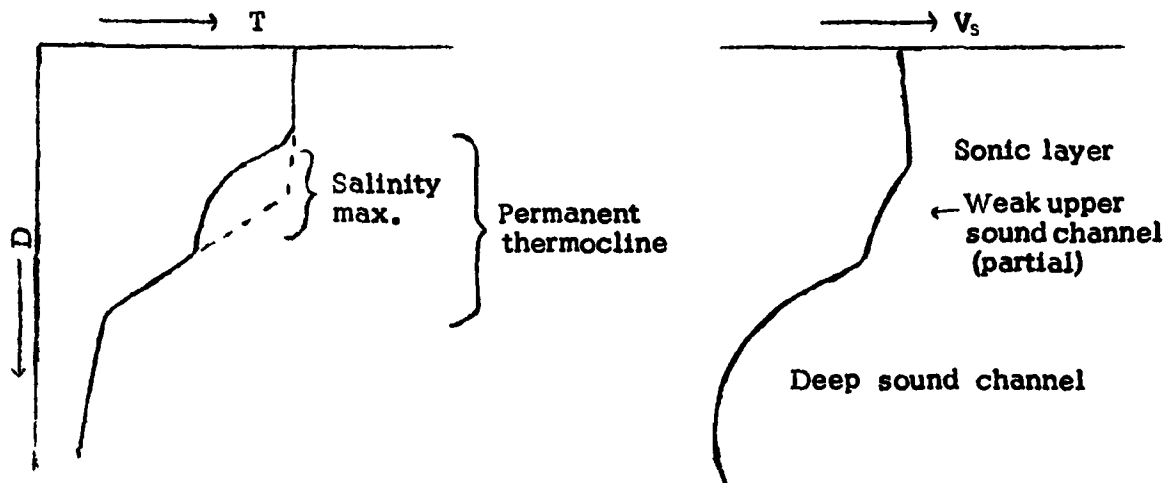 T
D
Salinity
max.
Permanent
thermocline
Vs
Sonic layer
Weak upper
sound channel
(partial)
Deep sound channel